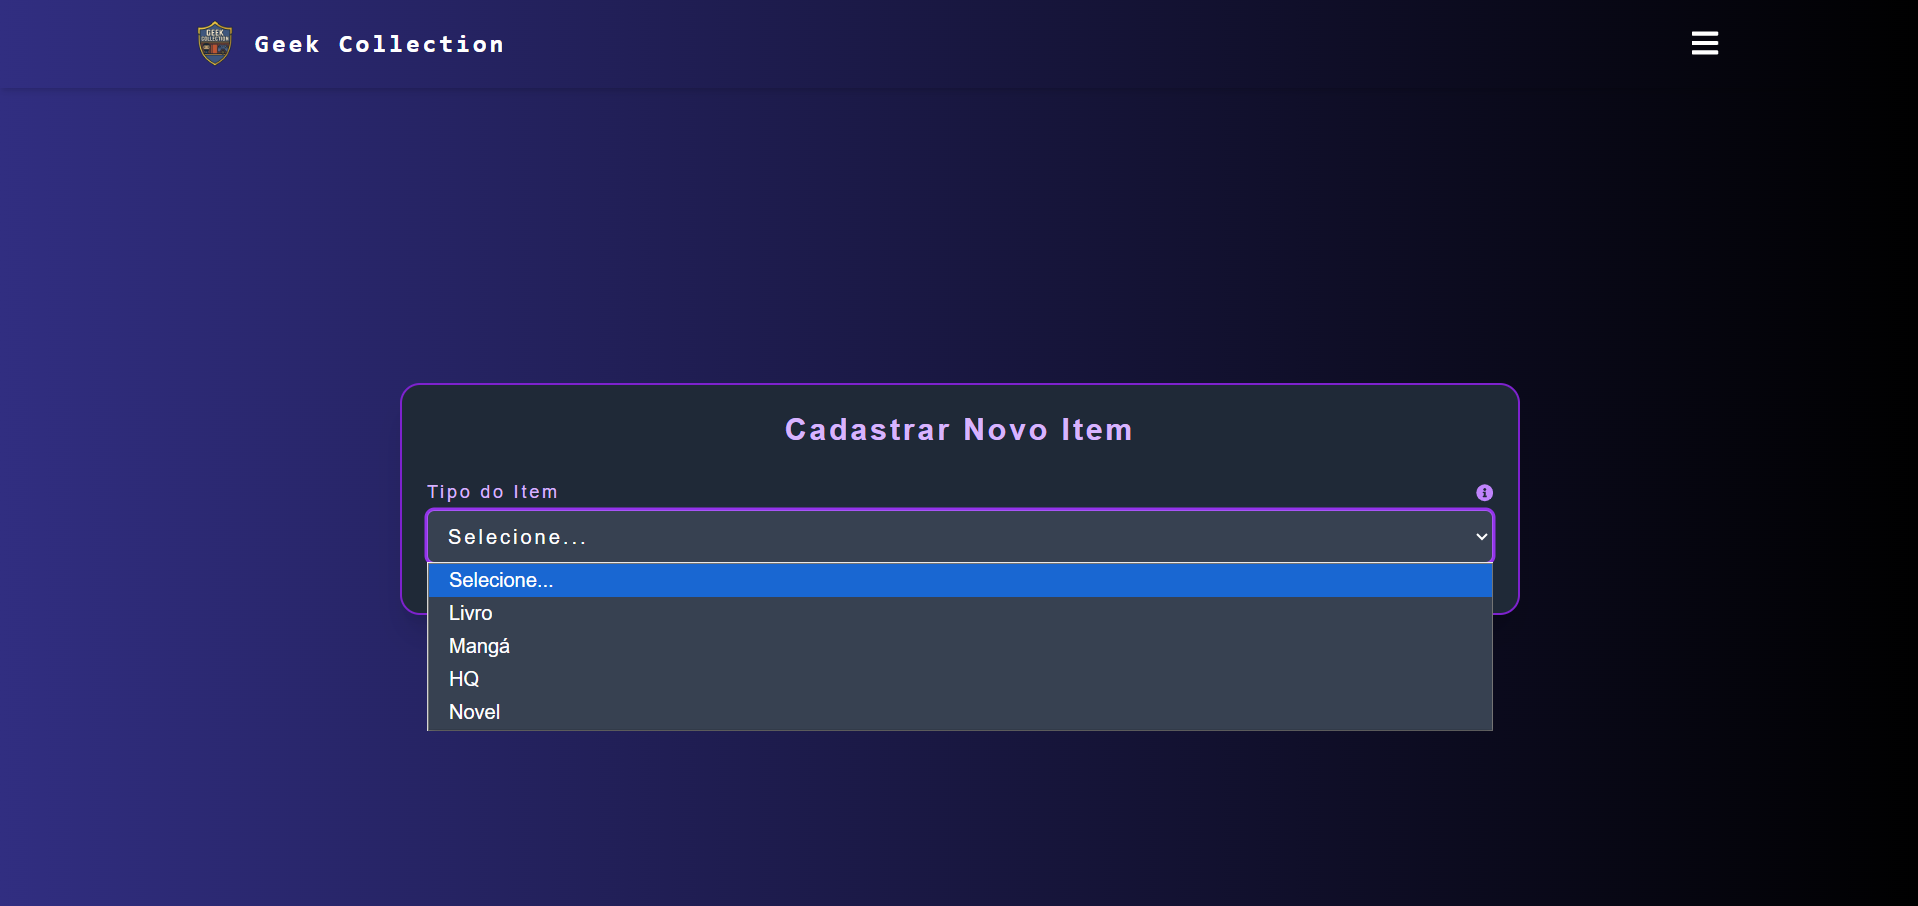 GEEK
COLLECTION
Geek Collection
Cadastrar Novo Item
Tipo do Item
Selecione...
Selecione...
Livro
Mangá
HQ
Novel